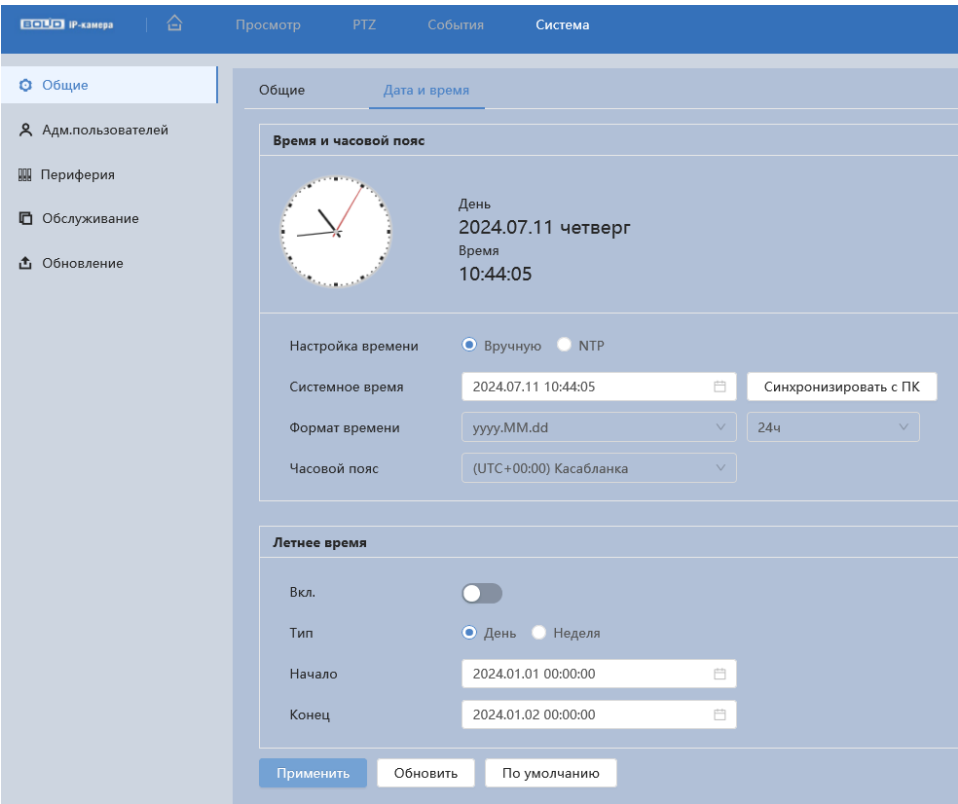 BOLID IP-камера Просмотр PTZ События Система
Общие
Адм.пользователей
Периферия
Обслуживание
Обновление
Общие Дата и время
Время и часовой пояс
День
2024.07.11 четверг
Время
10:44:05
Настройка времени Вручную NTP
Системное время 2024.07.11 10:44:05 Синхронизировать с ПК
Формат времени yyyy.MM.dd 24ч
Часовой пояс (UTC+00:00) Касабланка
Летнее время
Вкл.
Тип День Неделя
Начало 2024.01.01 00:00:00
Конец 2024.01.02 00:00:00
Применить Обновить По умолчанию